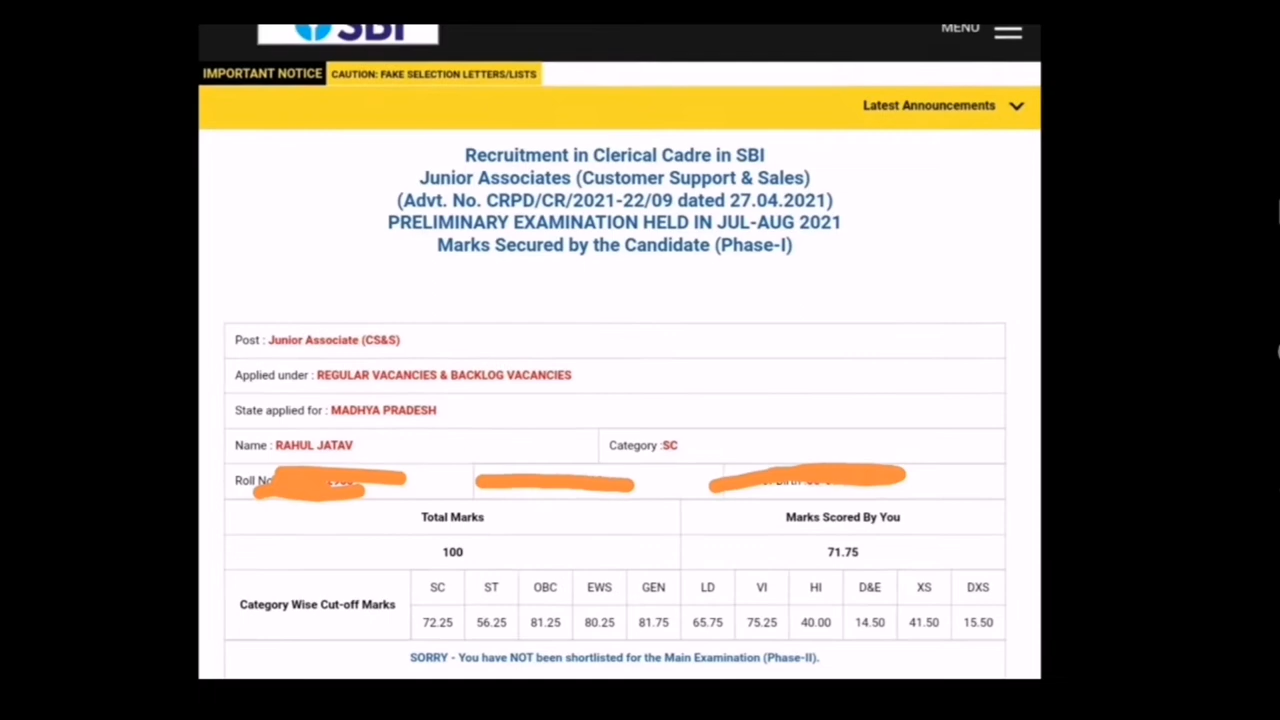 SBI
MENU
IMPORTANT NOTICE CAUTION: FAKE SELECTION LETTERS/LISTS
Latest Announcements
Recruitment in Clerical Cadre in SBI
Junior Associates (Customer Support & Sales)
(Advt. No. CRPD/CR/2021-22/09 dated 27.04.2021)
PRELIMINARY EXAMINATION HELD IN JUL-AUG 2021
Marks Secured by the Candidate (Phase-I)
Post : Junior Associate (CS&S)
Applied under : REGULAR VACANCIES & BACKLOG VACANCIES
State applied for : MADHYA PRADESH
Name : RAHUL JATAV Category :SC
Roll No
Total Marks Marks Scored By You
100 71.75
SC ST OBC EWS GEN LD VI HI D&E XS DXS
Category Wise Cut-off Marks
72.25 56.25 81.25 80.25 81.75 65.75 75.25 40.00 14.50 41.50 15.50
SORRY - You have NOT been shortlisted for the Main Examination (Phase-II).